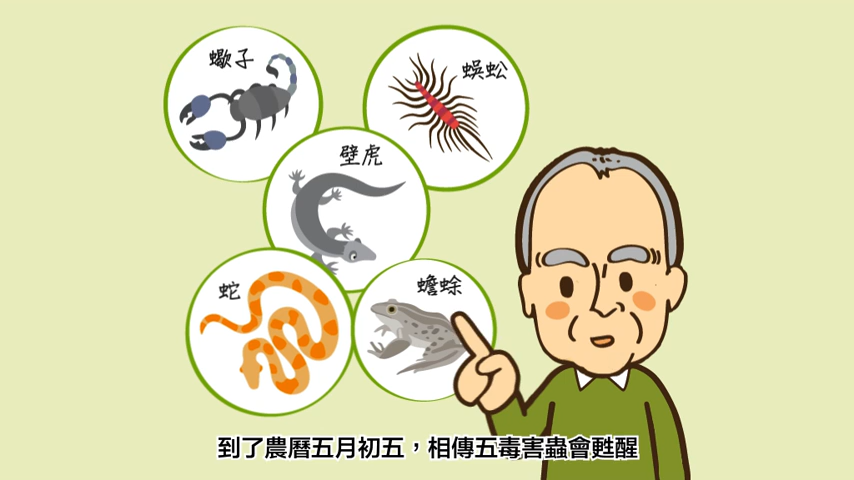 蠍子
蜈蚣
壁虎
蛇
蟾蜍
到了農曆五月初五，相傳五毒害蟲會甦醒